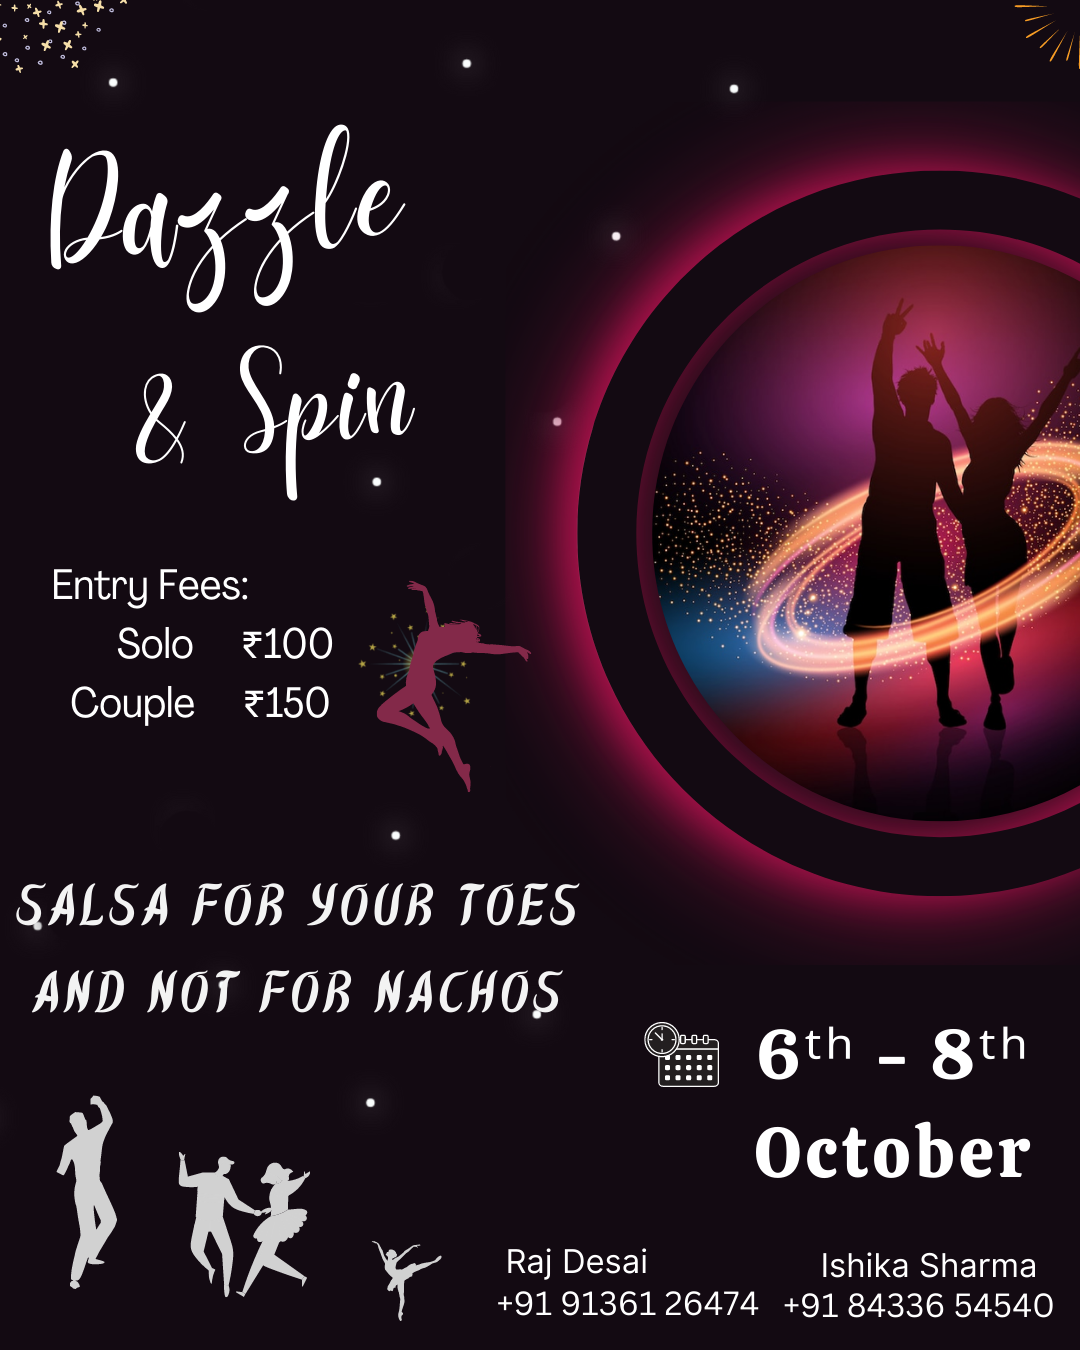 Dazzle
& Spin
Entry Fees:
Solo ₹100
Couple ₹150
SALSA FOR YOUR TOES
AND NOT FOR NACHOS
6th - 8th
October
Raj Desai
+91 91361 26474
Ishika Sharma
+91 84336 54540